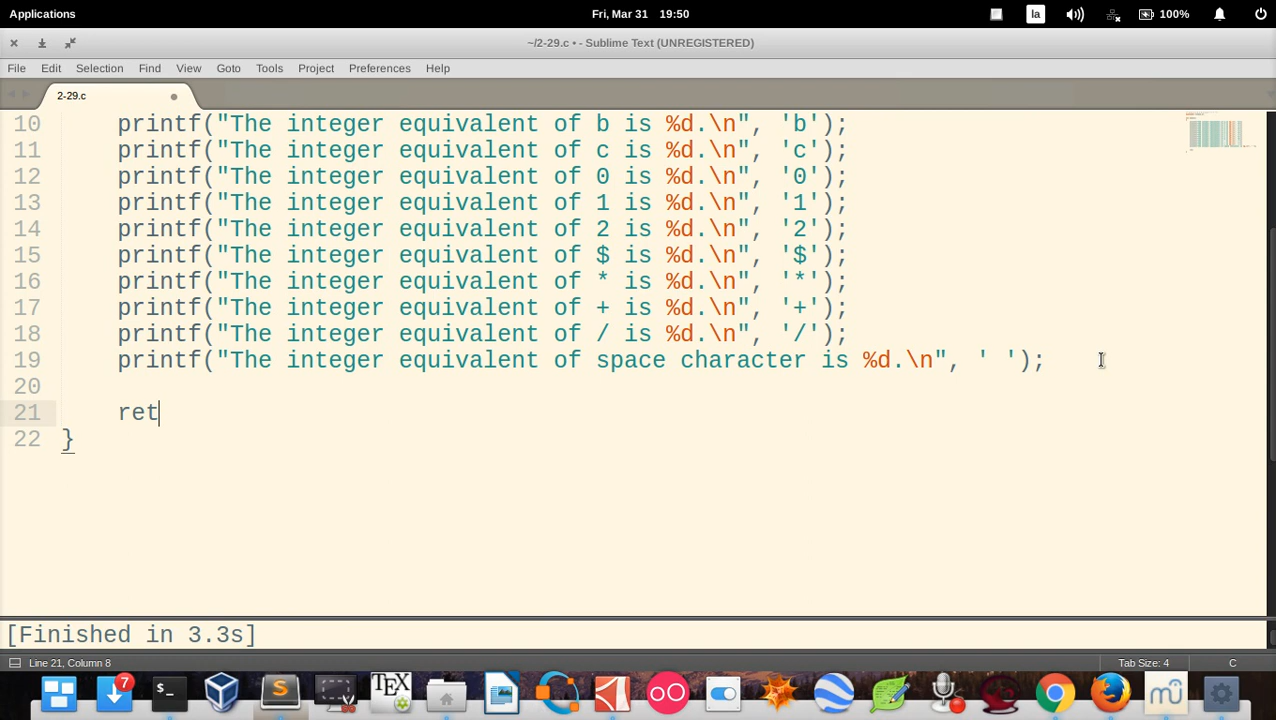 Applications
Fri, Mar 31 19:50
la
100%
~/2-29.c • - Sublime Text (UNREGISTERED)
File Edit Selection Find View Goto Tools Project Preferences Help
2-29.c
10 printf("The integer equivalent of b is %d.\n", 'b');
11 printf("The integer equivalent of c is %d.\n", 'c');
12 printf("The integer equivalent of 0 is %d.\n", '0');
13 printf("The integer equivalent of 1 is %d.\n", '1');
14 printf("The integer equivalent of 2 is %d.\n", '2');
15 printf("The integer equivalent of $ is %d.\n", '$');
16 printf("The integer equivalent of * is %d.\n", '*');
17 printf("The integer equivalent of + is %d.\n", '+');
18 printf("The integer equivalent of / is %d.\n", '/');
19 printf("The integer equivalent of space character is %d.\n", ' ');
20
21 ret
22 }
[Finished in 3.3s]
Line 21, Column 8
Tab Size: 4
C
7
>_
S
TEX
mu